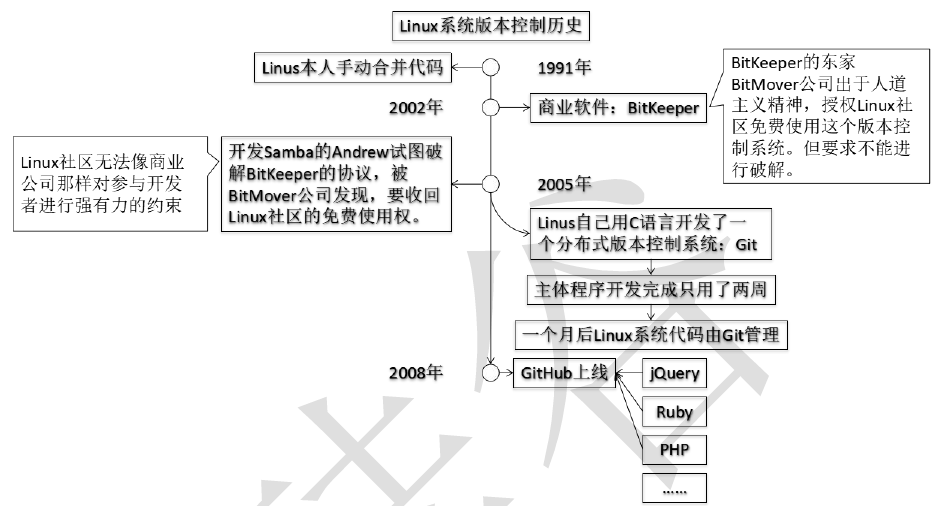 Linux系统版本控制历史
Linus本人手动合并代码
1991年
2002年
商业软件：BitKeeper
BitKeeper的东家
BitMover公司出于人道
主义精神，授权Linux社
区免费使用这个版本控
制系统。但要求不能进
行破解。
Linux社区无法像商业
公司那样对参与开发
者进行强有力的约束
开发Samba的Andrew试图破
解BitKeeper的协议，被
BitMover公司发现，要收回
Linux社区的免费使用权。
2005年
Linus自己用C语言开发了一
个分布式版本控制系统：Git
主体程序开发完成只用了两周
一个月后Linux系统代码由Git管理
2008年
GitHub上线
jQuery
Ruby
PHP
……